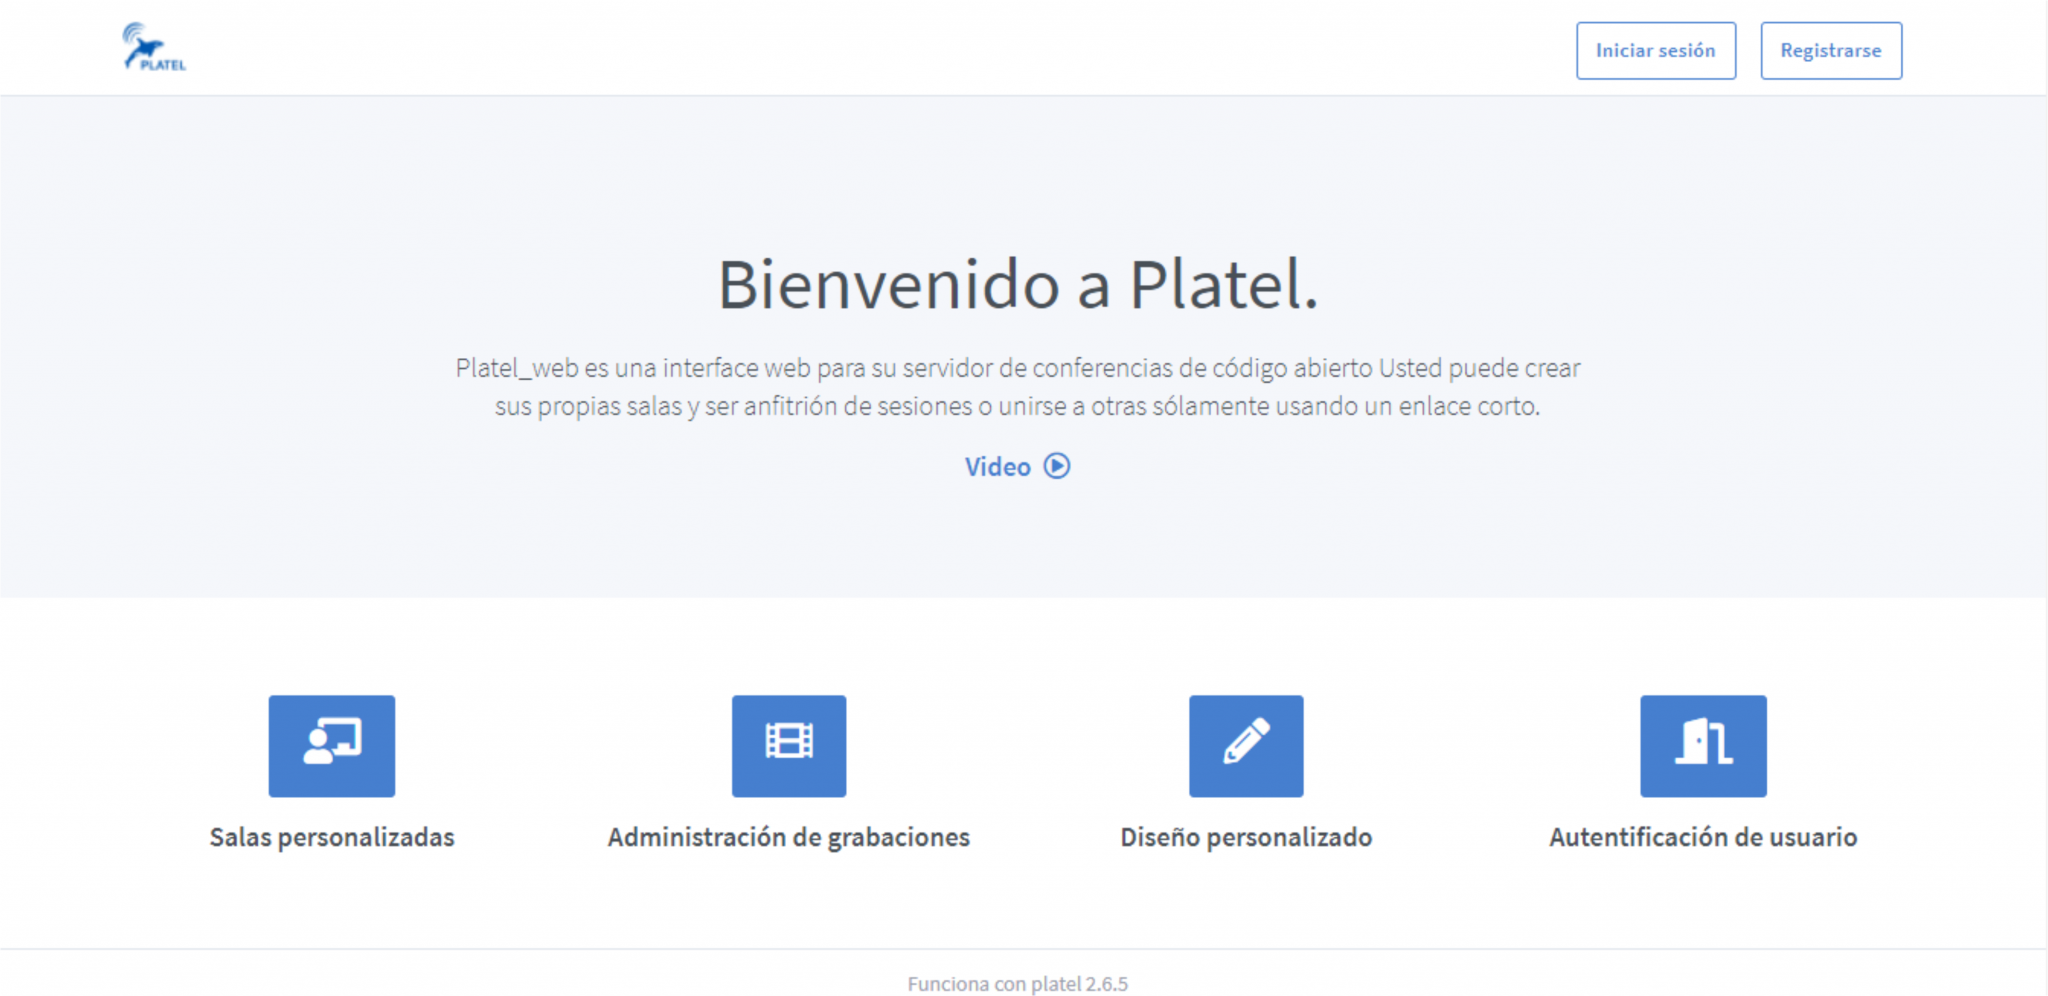 PLATEL
Iniciar sesión
Registrarse
Bienvenido a Platel.
Platel_web es una interface web para su servidor de conferencias de código abierto Usted puede crear
sus propias salas y ser anfitrión de sesiones o unirse a otras sólamente usando un enlace corto.
Video
Salas personalizadas
Administración de grabaciones
Diseño personalizado
Autentificación de usuario
Funciona con platel 2.6.5